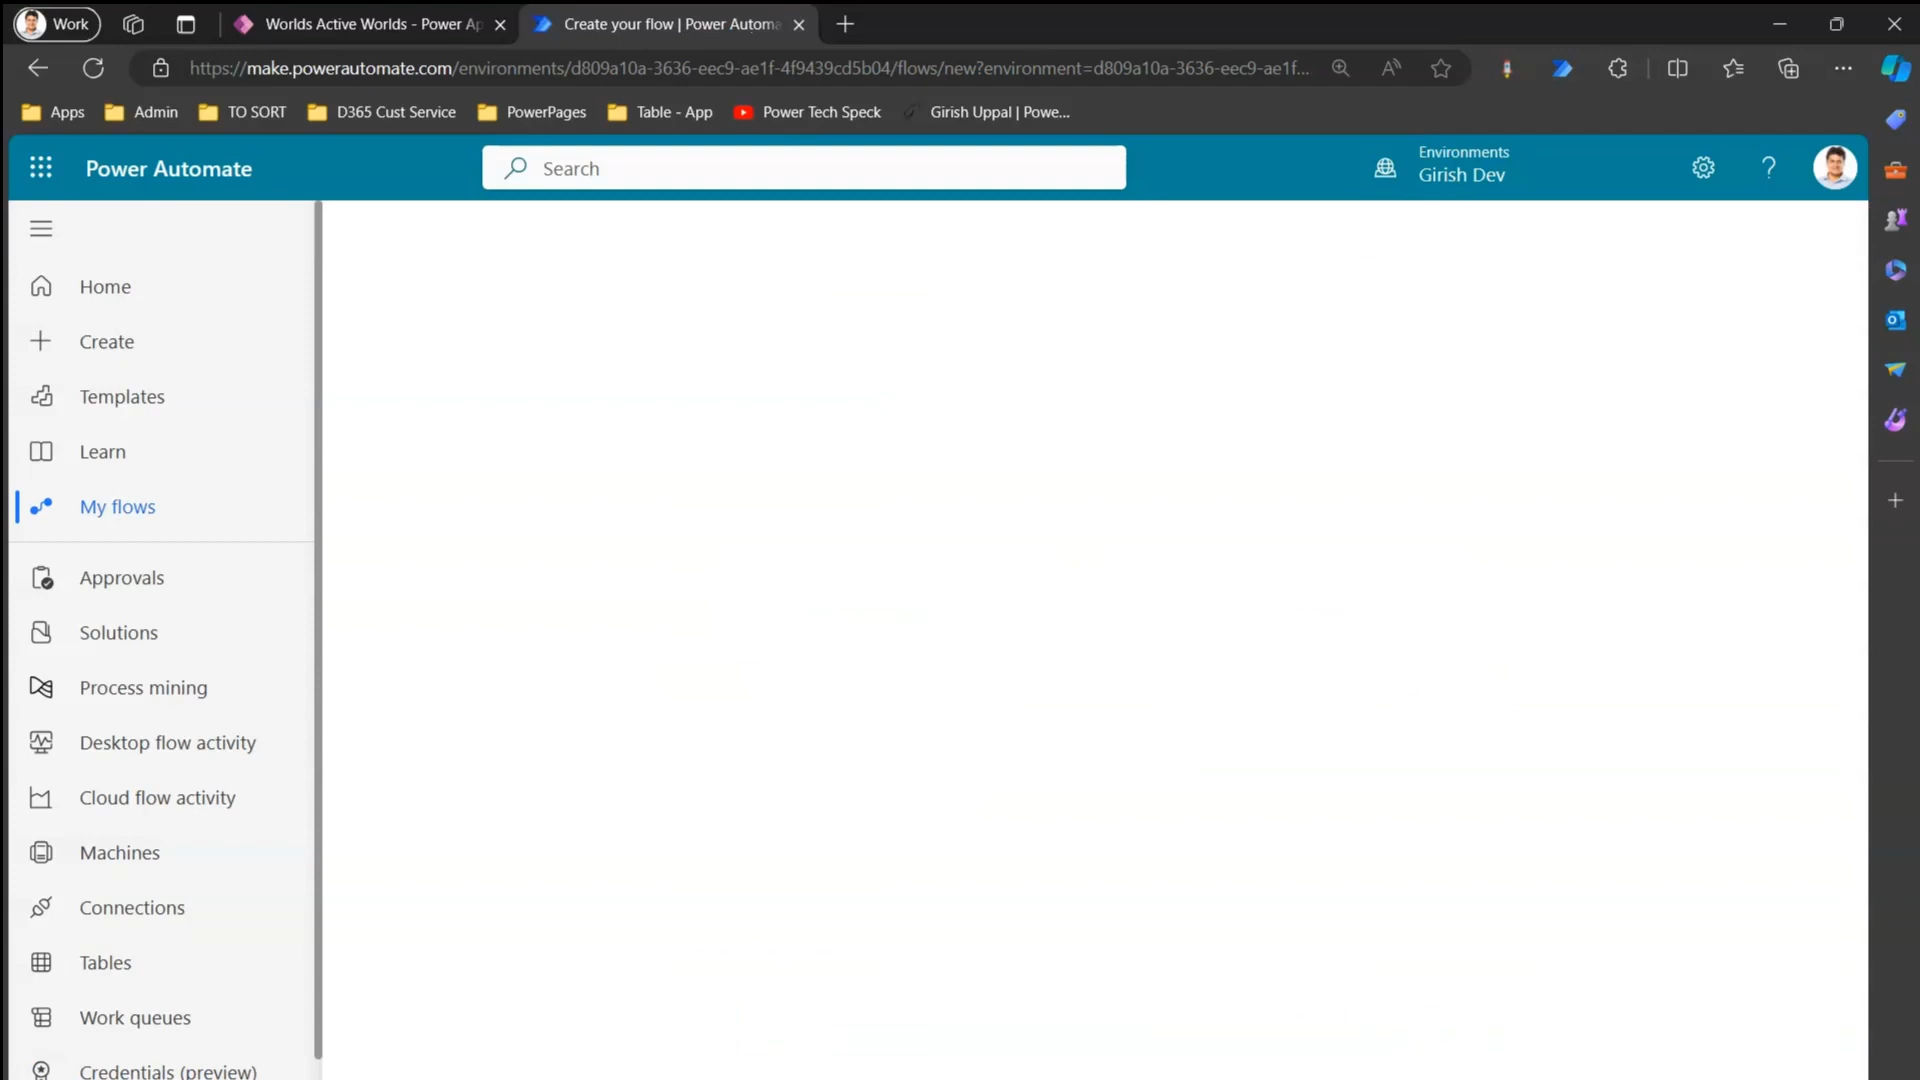 Work
Worlds Active Worlds - Power Ap
Create your flow | Power Automa
https://make.powerautomate.com/environments/d809a10a-3636-eec9-ae1f-4f9439cd5b04/flows/new?environment=d809a10a-3636-eec9-ae1f...
Apps
Admin
TO SORT
D365 Cust Service
PowerPages
Table - App
Power Tech Speck
Girish Uppal | Powe...
Power Automate
Search
Environments
Girish Dev
Home
Create
Templates
Learn
My flows
Approvals
Solutions
Process mining
Desktop flow activity
Cloud flow activity
Machines
Connections
Tables
Work queues
Credentials (preview)